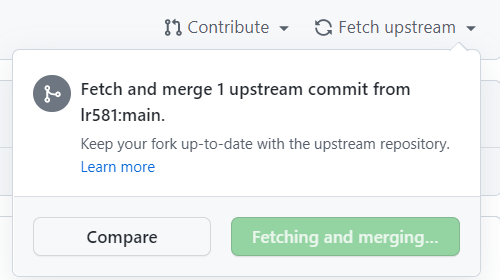 Contribute Fetch upstream
Fetch and merge 1 upstream commit from
lr581:main.
Keep your fork up-to-date with the upstream repository.
Learn more
Compare Fetching and merging...